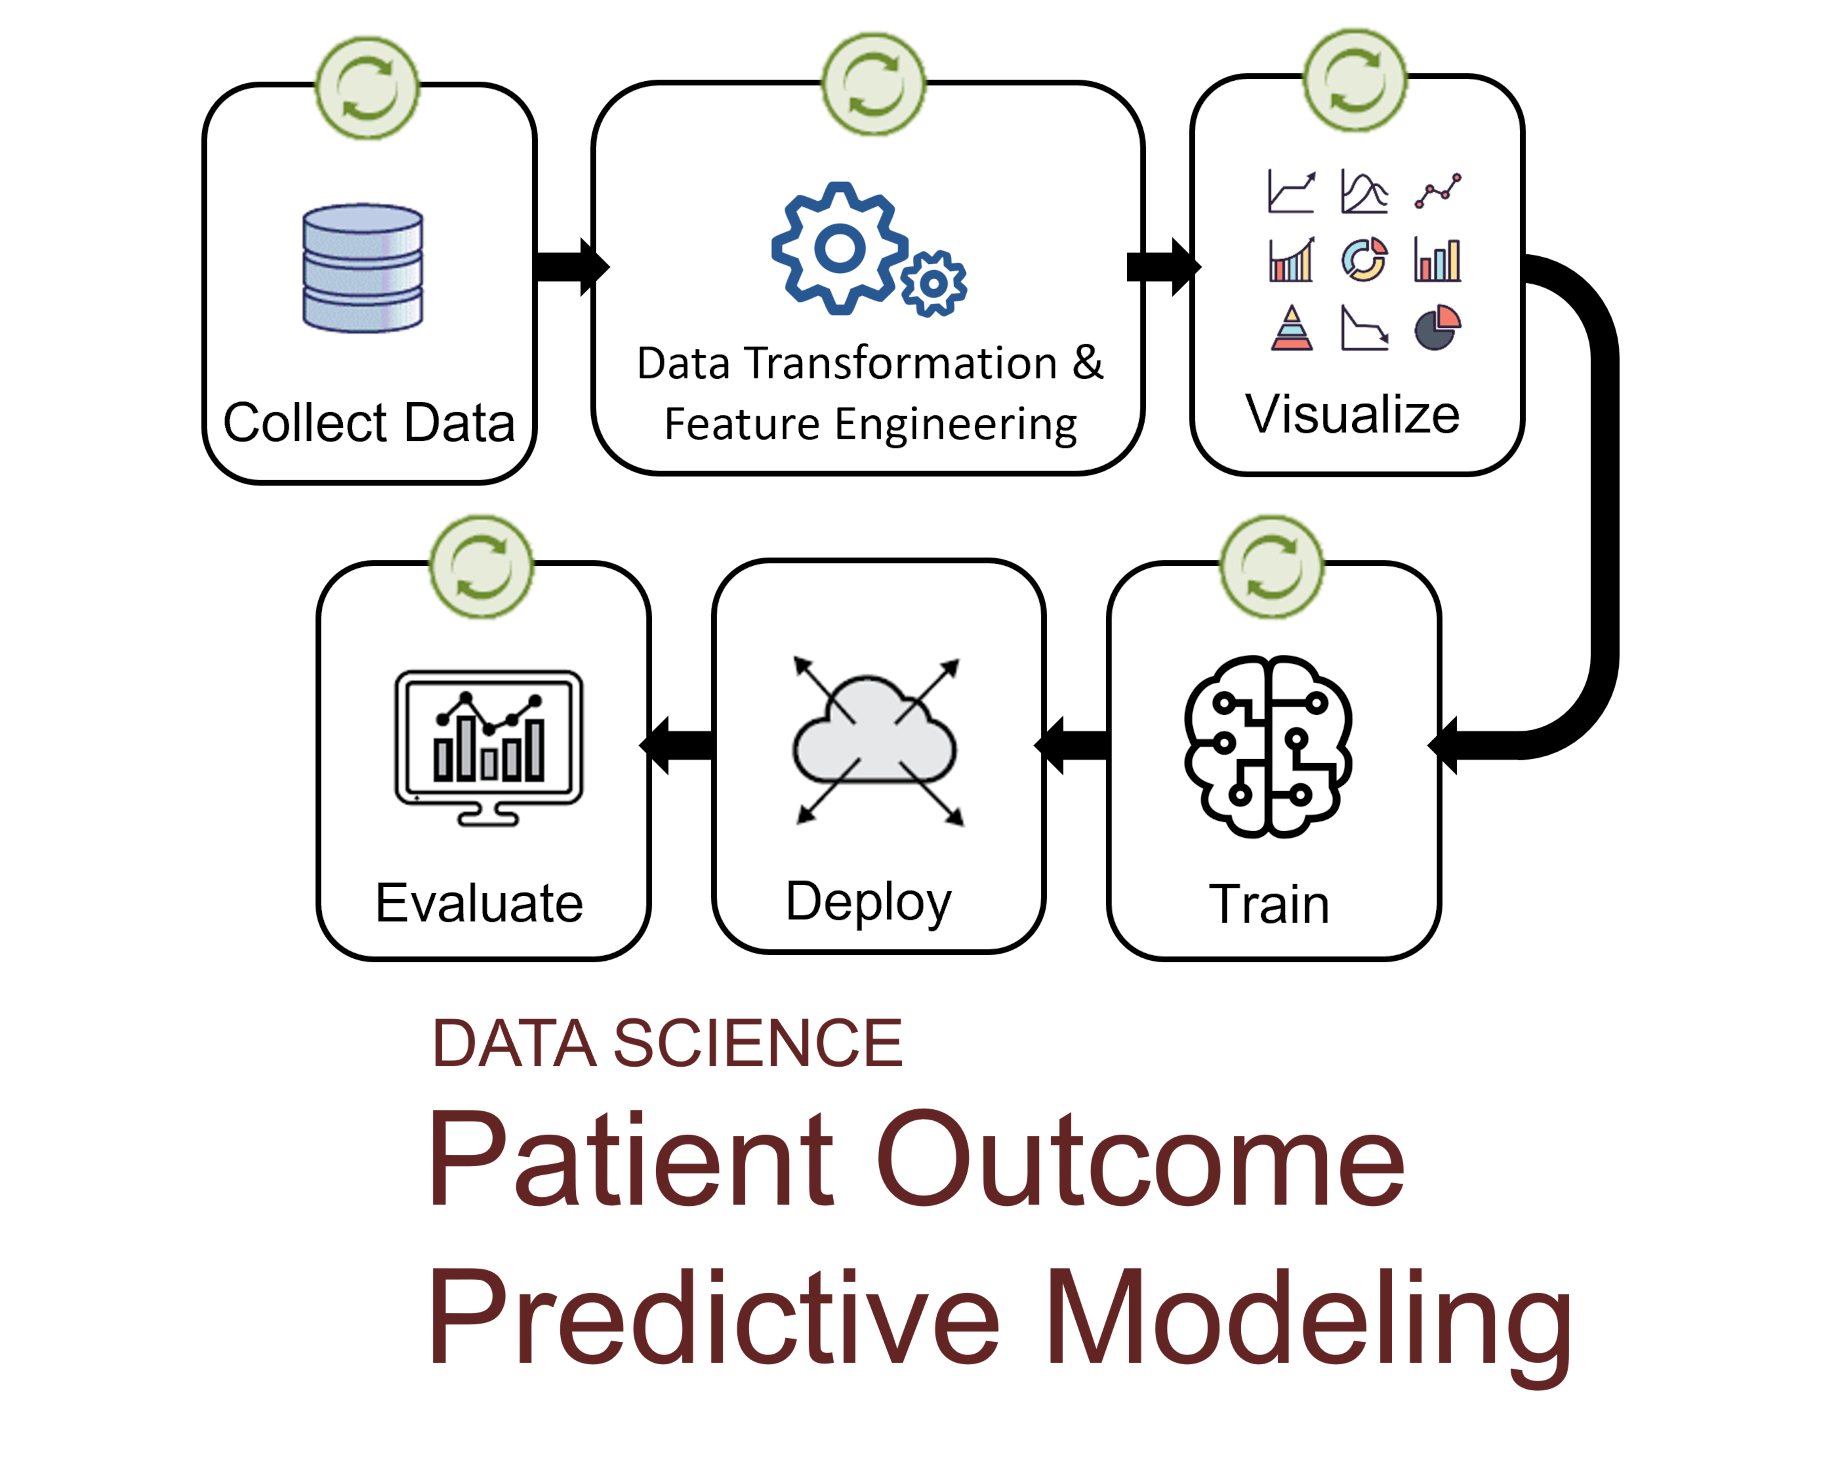 Collect Data
Data Transformation &
Feature Engineering
Visualize
Evaluate
Deploy
Train
DATA SCIENCE
Patient Outcome
Predictive Modeling